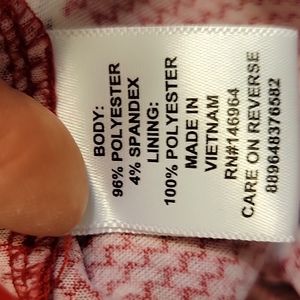 BODY:
96% POLYESTER
4% SPANDEX
LINING:
100% POLYESTER
MADE IN
VIETNAM
RN#146964
CARE ON REVERSE
889648376582